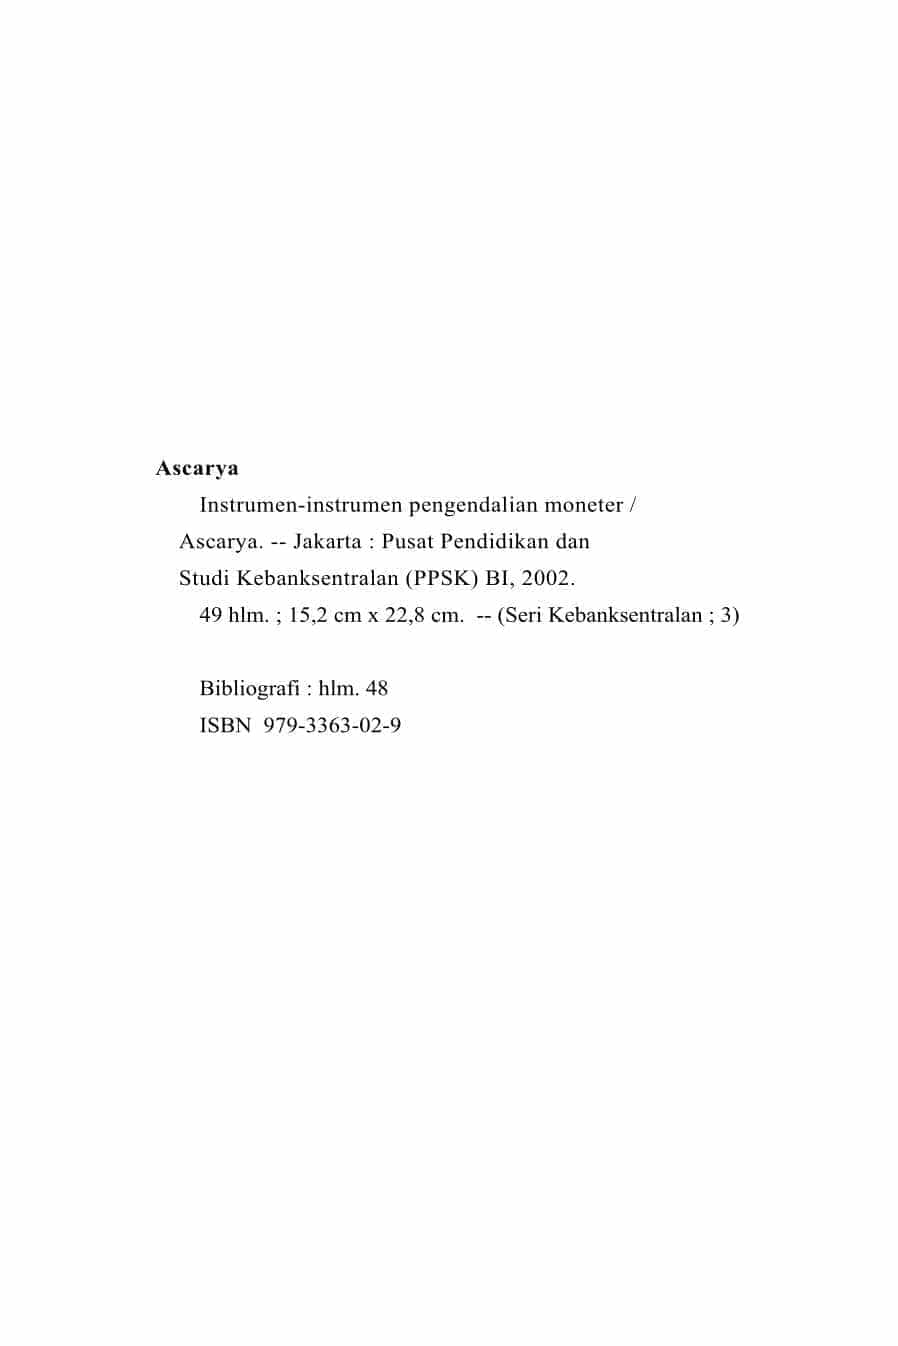 Ascarya
Instrumen-instrumen pengendalian moneter /
Ascarya. -- Jakarta : Pusat Pendidikan dan
Studi Kebanksentralan (PPSK) BI, 2002.
49 hlm. ; 15,2 cm x 22,8 cm.  -- (Seri Kebanksentralan ; 3)
Bibliografi : hlm. 48
ISBN  979-3363-02-9